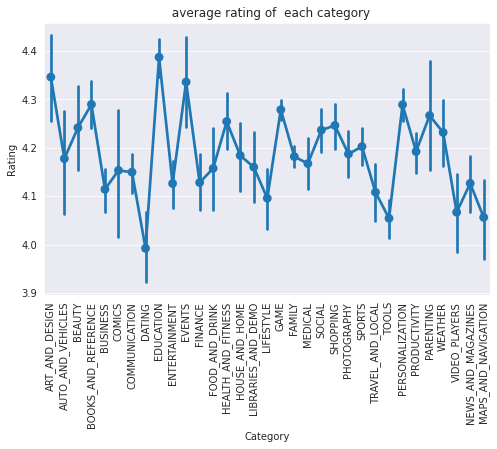 average rating of  each category
4.4
4.3
4.2
4.1
4.0
3.9
Rating
ART_AND_DESIGN
AUTO_AND_VEHICLES
BEAUTY
BOOKS_AND_REFERENCE
BUSINESS
COMICS
COMMUNICATION
DATING
EDUCATION
ENTERTAINMENT
EVENTS
FINANCE
FOOD_AND_DRINK
HEALTH_AND_FITNESS
HOUSE_AND_HOME
LIBRARIES_AND_DEMO
LIFESTYLE
GAME
FAMILY
MEDICAL
SOCIAL
SHOPPING
PHOTOGRAPHY
SPORTS
TRAVEL_AND_LOCAL
TOOLS
PERSONALIZATION
PRODUCTIVITY
PARENTING
WEATHER
VIDEO_PLAYERS
NEWS_AND_MAGAZINES
MAPS_AND_NAVIGATION
Category